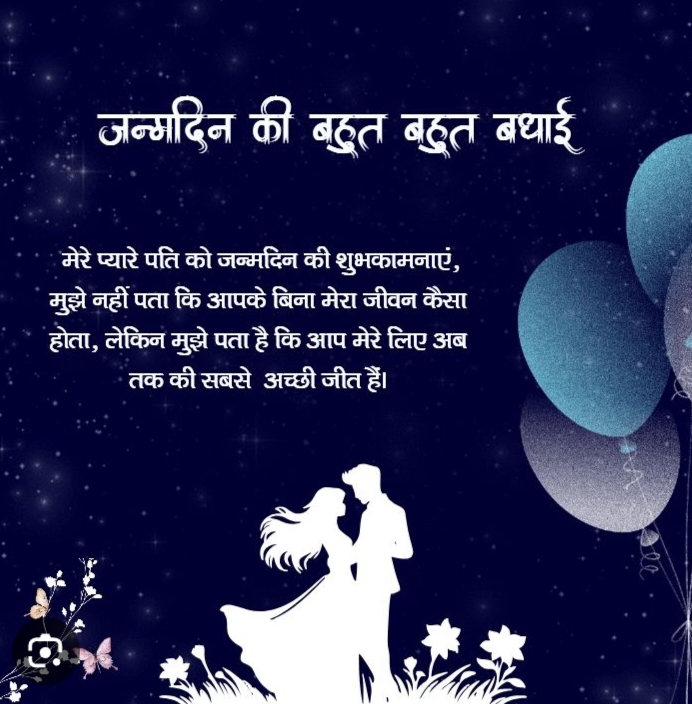 जन्मदिन की बहुत बहुत बधाई
मेरे प्यारे पति को जन्मदिन की शुभकामनाएं,
मुझे नहीं पता कि आपके बिना मेरा जीवन कैसा
होता, लेकिन मुझे पता है कि आप मेरे लिए अब
तक की सबसे अच्छी जीत हैं।